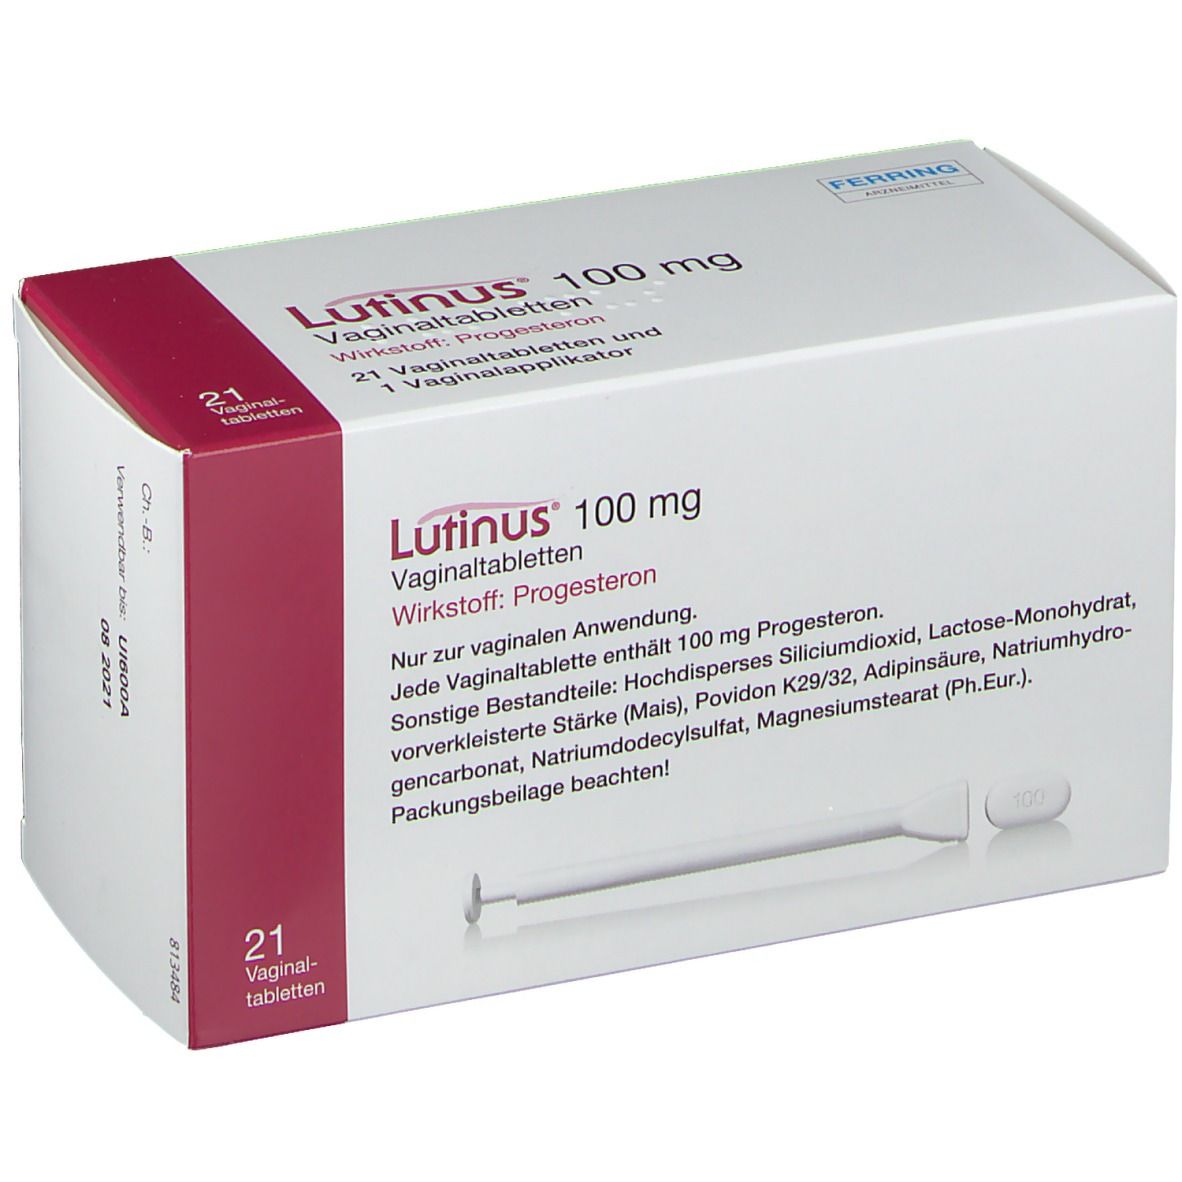 FERRING
ARZNEIMITTEL
Lutinus® 100 mg
Vaginaltabletten
Wirkstoff: Progesteron
21 Vaginaltabletten und
1 Vaginalapplikator
21
Vaginal-
tabletten
Lutinus® 100 mg
Vaginaltabletten
Wirkstoff: Progesteron
Nur zur vaginalen Anwendung.
Jede Vaginaltablette enthält 100 mg Progesteron.
Sonstige Bestandteile: Hochdisperses Siliciumdioxid, Lactose-Monohydrat,
vorverkleisterte Stärke (Mais), Povidon K29/32, Adipinsäure, Natriumhydro-
gencarbonat, Natriumdodecylsulfat, Magnesiumstearat (Ph.Eur.).
Packungsbeilage beachten!
100
21
Vaginal-
tabletten
Ch.-B.:
Verwendbar bis: U1600A
08 2021
813484